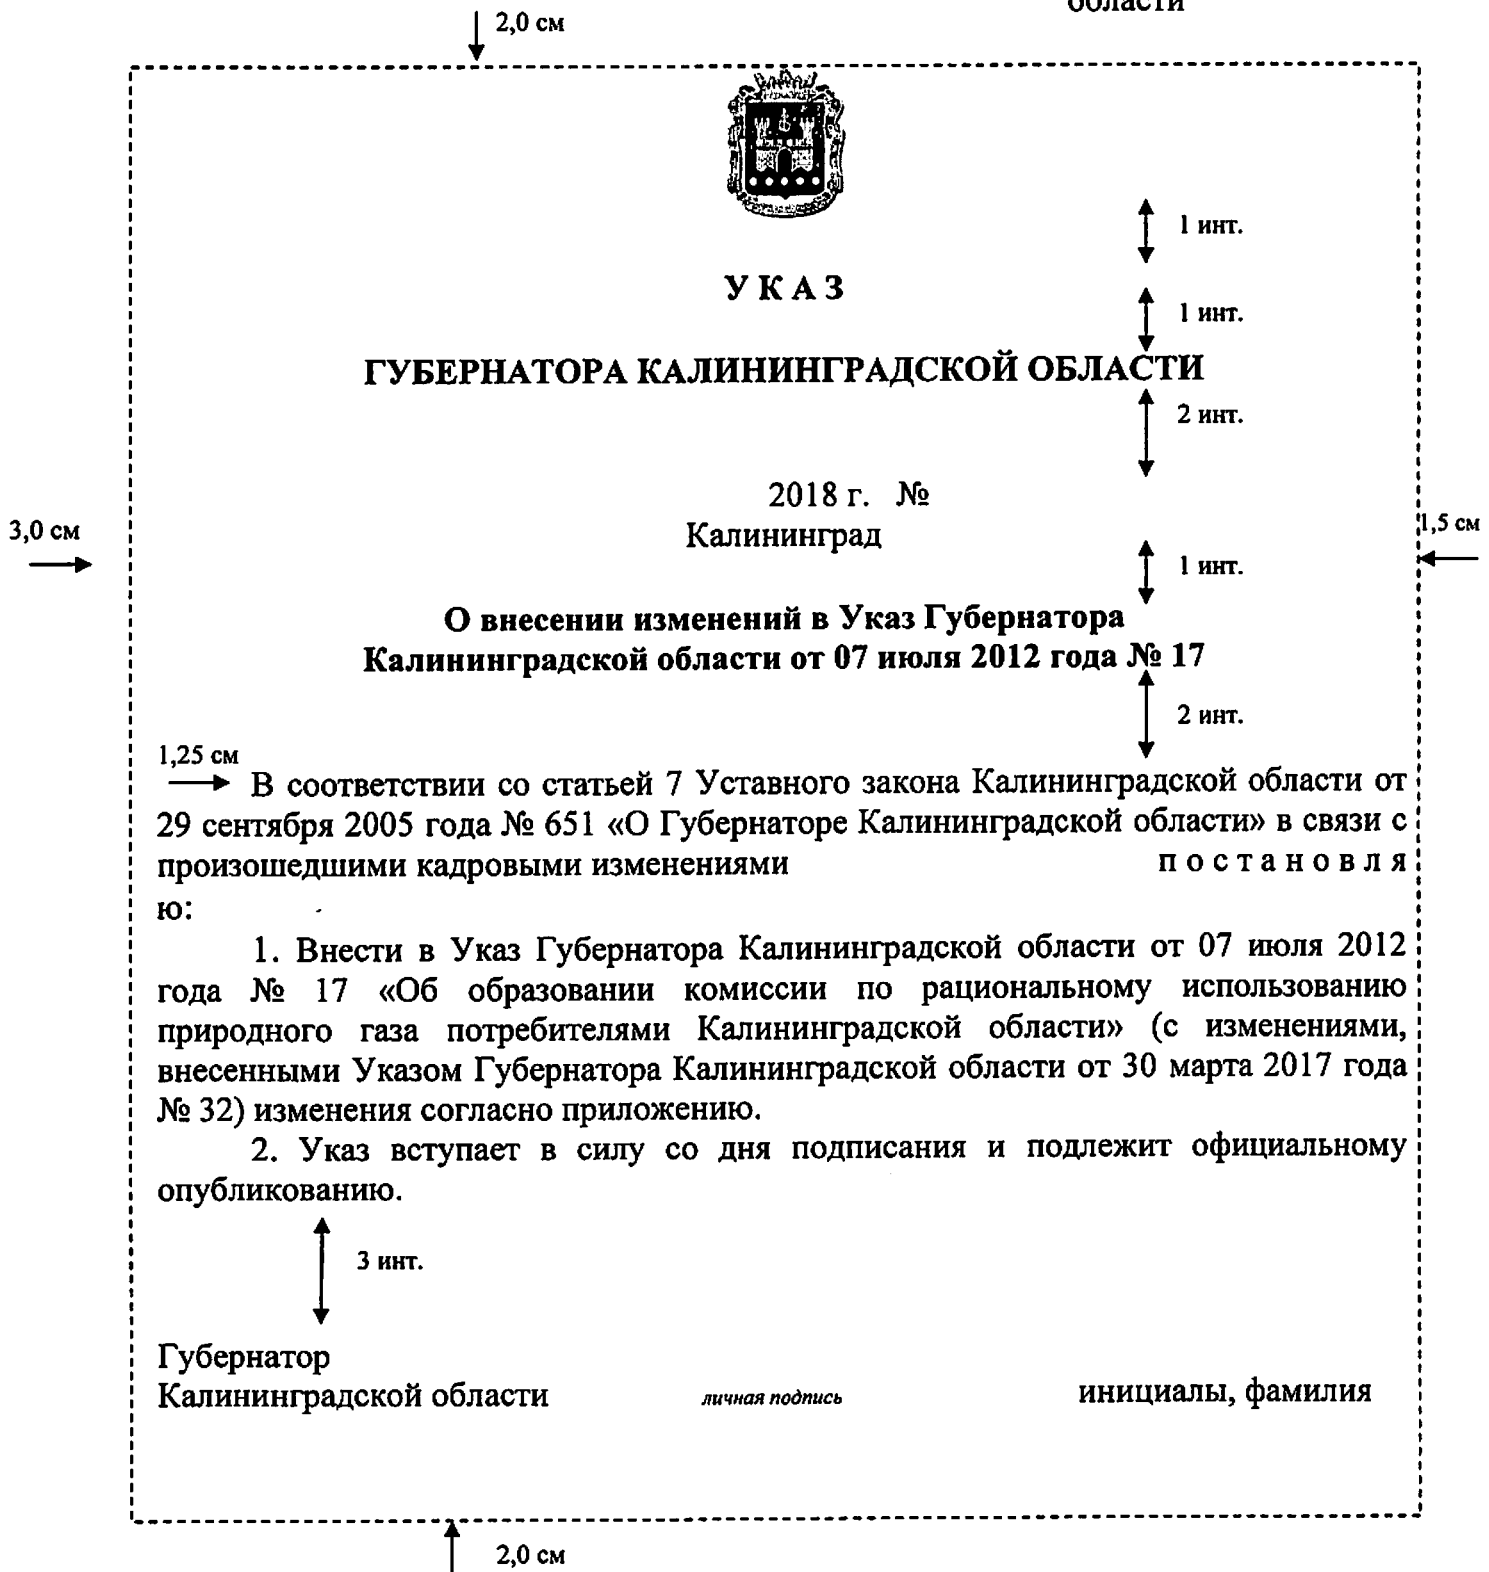 области
2,0 см
1 инт.
У К А З
1 инт.
ГУБЕРНАТОРА КАЛИНИНГРАДСКОЙ ОБЛАСТИ
2 инт.
2018 г. №
3,0 см
Калининград
1,5 см
1 инт.
О внесении изменений в Указ Губернатора
Калининградской области от 07 июля 2012 года № 17
2 инт.
1,25 см
В соответствии со статьей 7 Уставного закона Калининградской области от
29 сентября 2005 года № 651 «О Губернаторе Калининградской области» в связи с
произошедшими кадровыми изменениями п о с т а н о в л я
ю:
1. Внести в Указ Губернатора Калининградской области от 07 июля 2012
года № 17 «Об образовании комиссии по рациональному использованию
природного газа потребителями Калининградской области» (с изменениями,
внесенными Указом Губернатора Калининградской области от 30 марта 2017 года
№ 32) изменения согласно приложению.
2. Указ вступает в силу со дня подписания и подлежит официальному
опубликованию.
3 инт.
Губернатор
Калининградской области личная подпись инициалы, фамилия
2,0 см